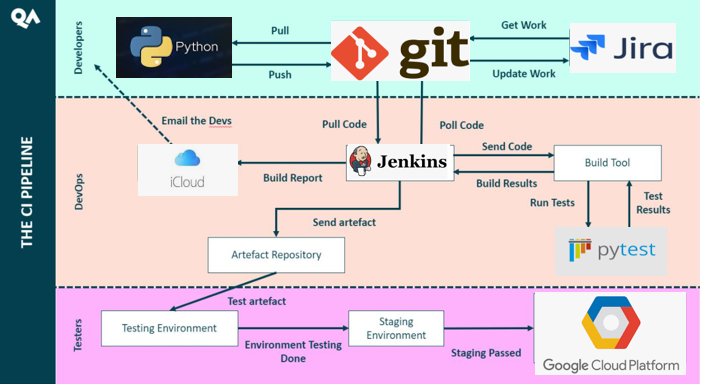 QA
THE CI PIPELINE
Developers
Python
Pull
Push
git
Get Work
Update Work
Jira
DevOps
Email the Devs
Pull Code
Poll Code
iCloud
Build Report
Jenkins
Send Code
Build Results
Build Tool
Run Tests
Test
Results
pytest
Send artefact
Artefact Repository
Testers
Test artefact
Testing Environment
Environment Testing
Done
Staging
Environment
Staging Passed
Google Cloud Platform